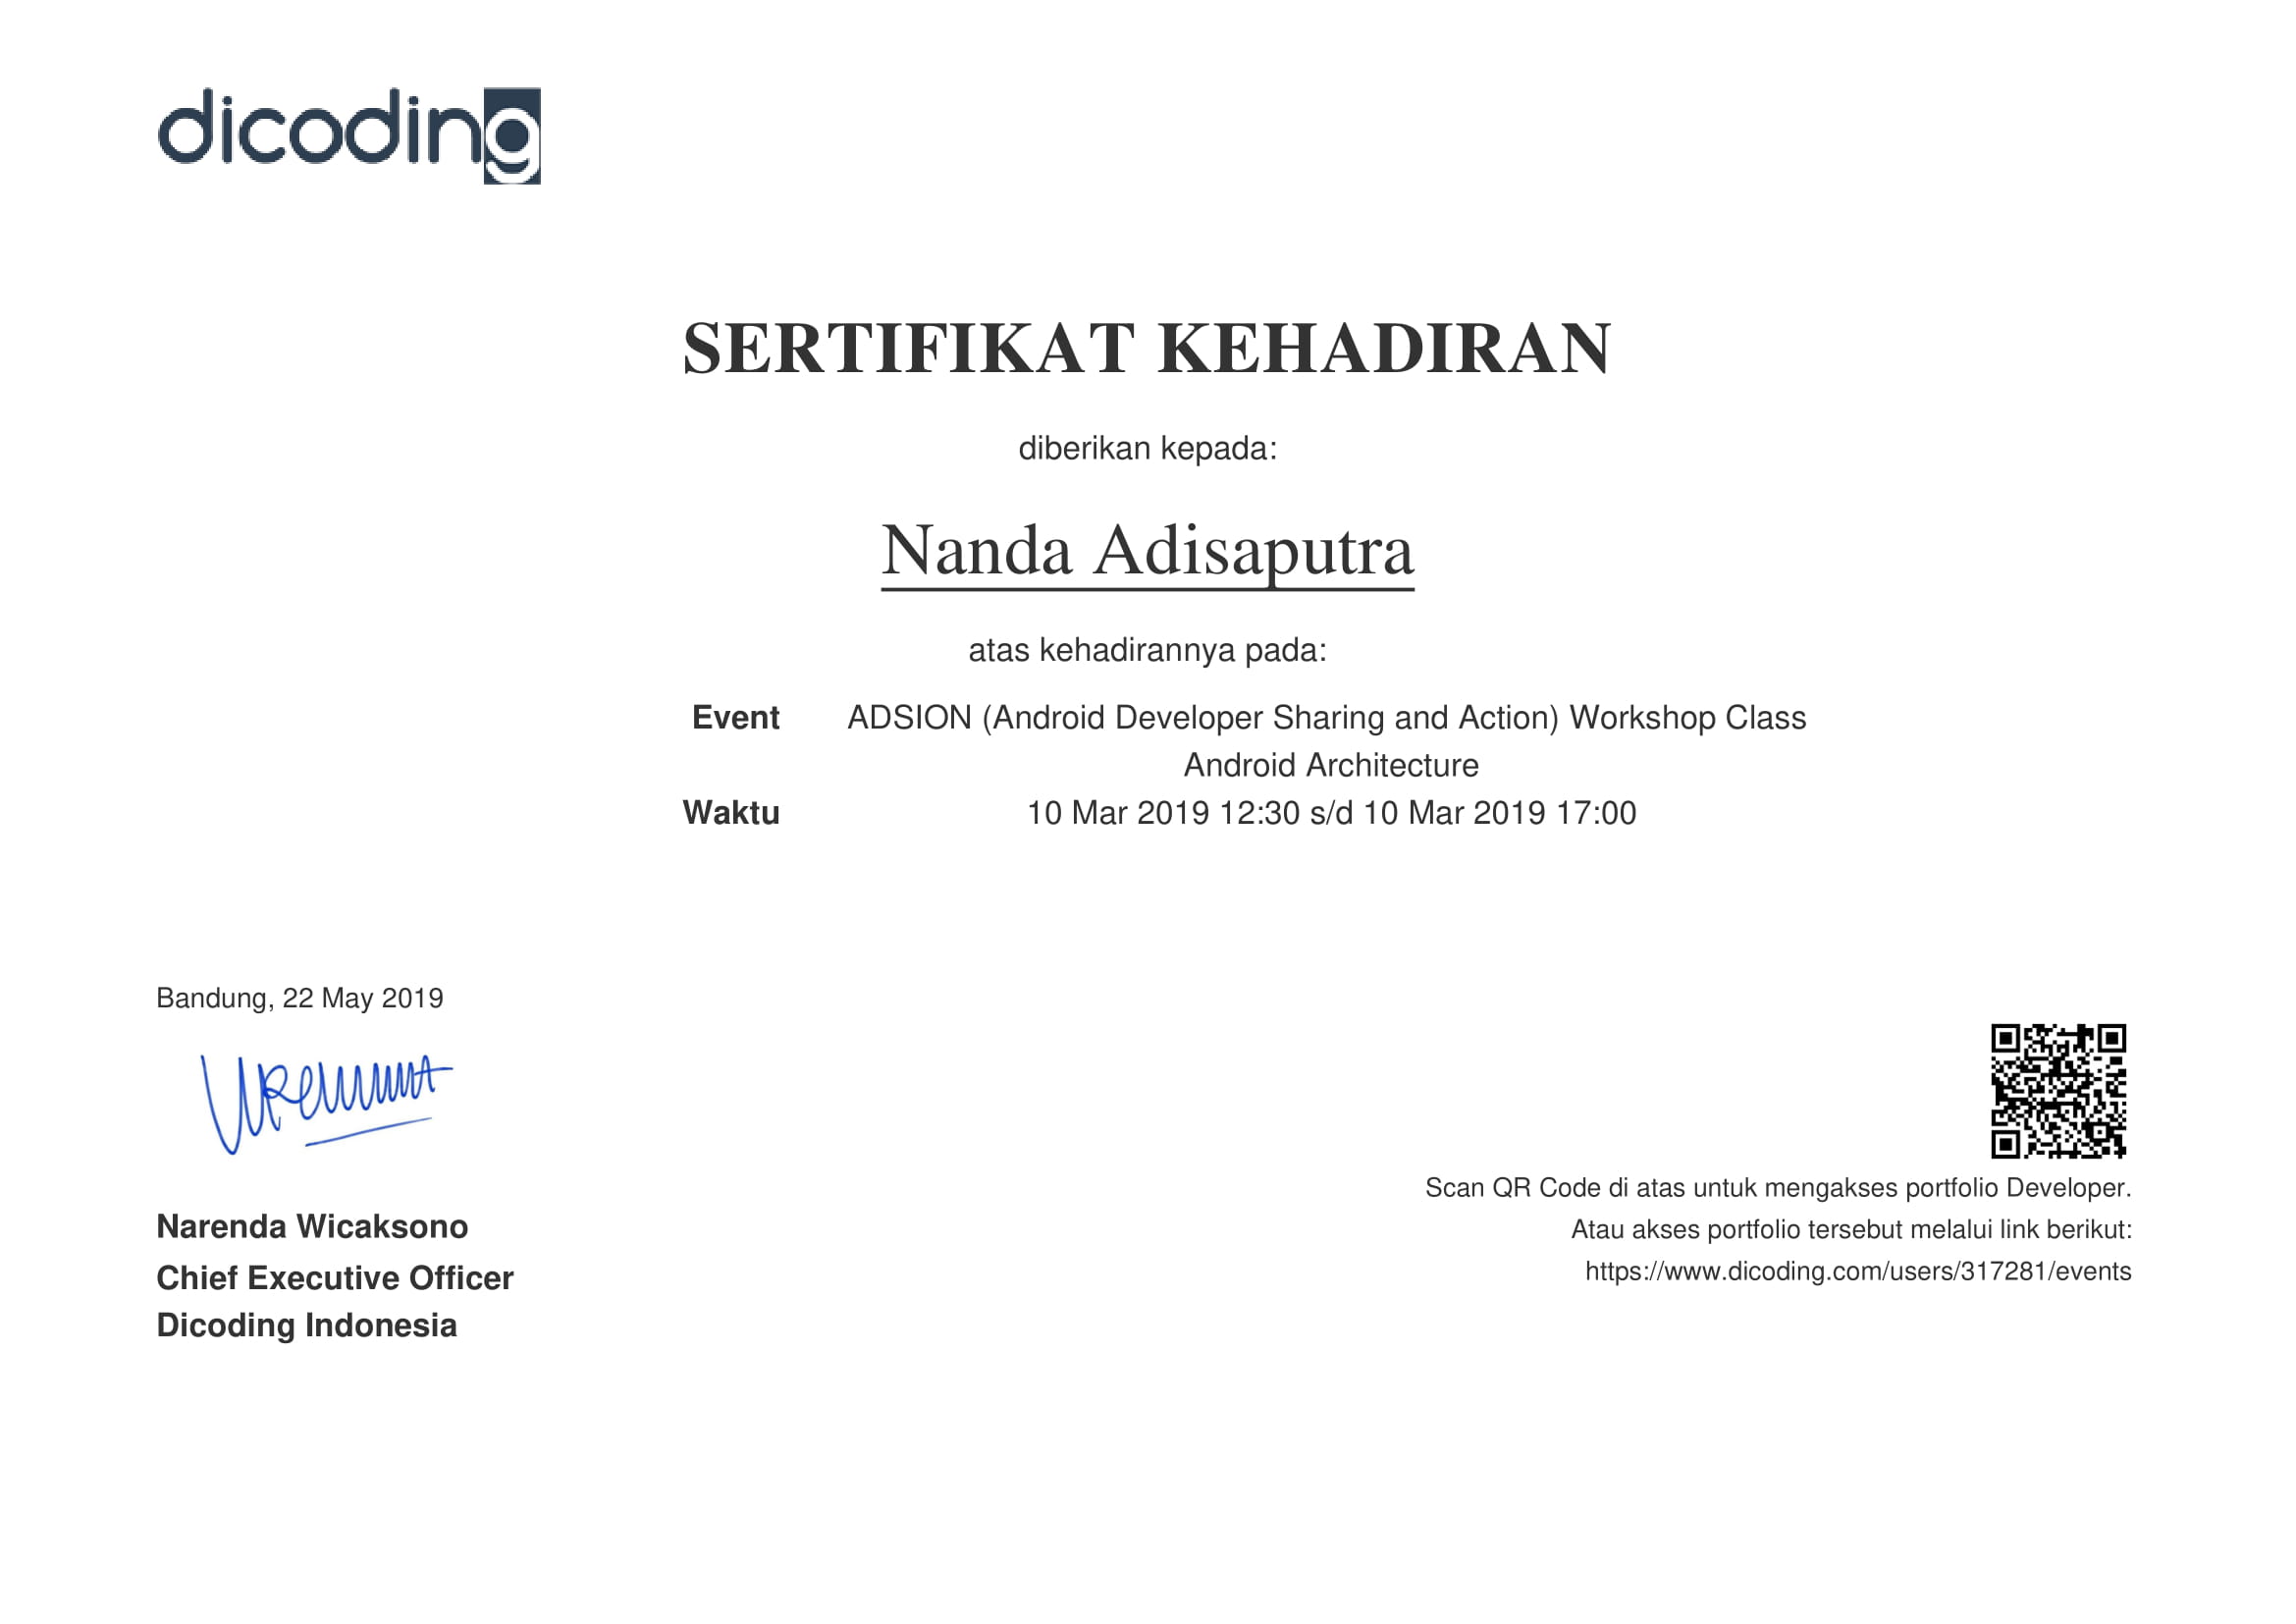 dicoding
SERTIFIKAT KEHADIRAN
diberikan kepada:
Nanda Adisaputra
atas kehadirannya pada:
Event ADSION (Android Developer Sharing and Action) Workshop Class
Android Architecture
Waktu 10 Mar 2019 12:30 s/d 10 Mar 2019 17:00
Bandung, 22 May 2019
Narenda Wicaksono
Chief Executive Officer
Dicoding Indonesia
Scan QR Code di atas untuk mengakses portfolio Developer.
Atau akses portfolio tersebut melalui link berikut:
https://www.dicoding.com/users/317281/events